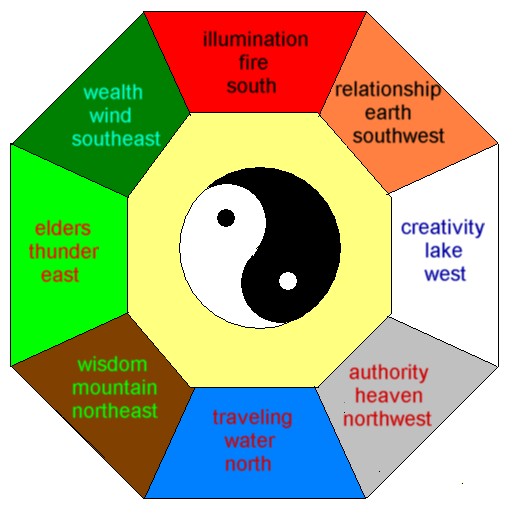 illumination
fire
south
relationship
earth
southwest
creativity
lake
west
authority
heaven
northwest
traveling
water
north
wisdom
mountain
northeast
elders
thunder
east
wealth
wind
southeast